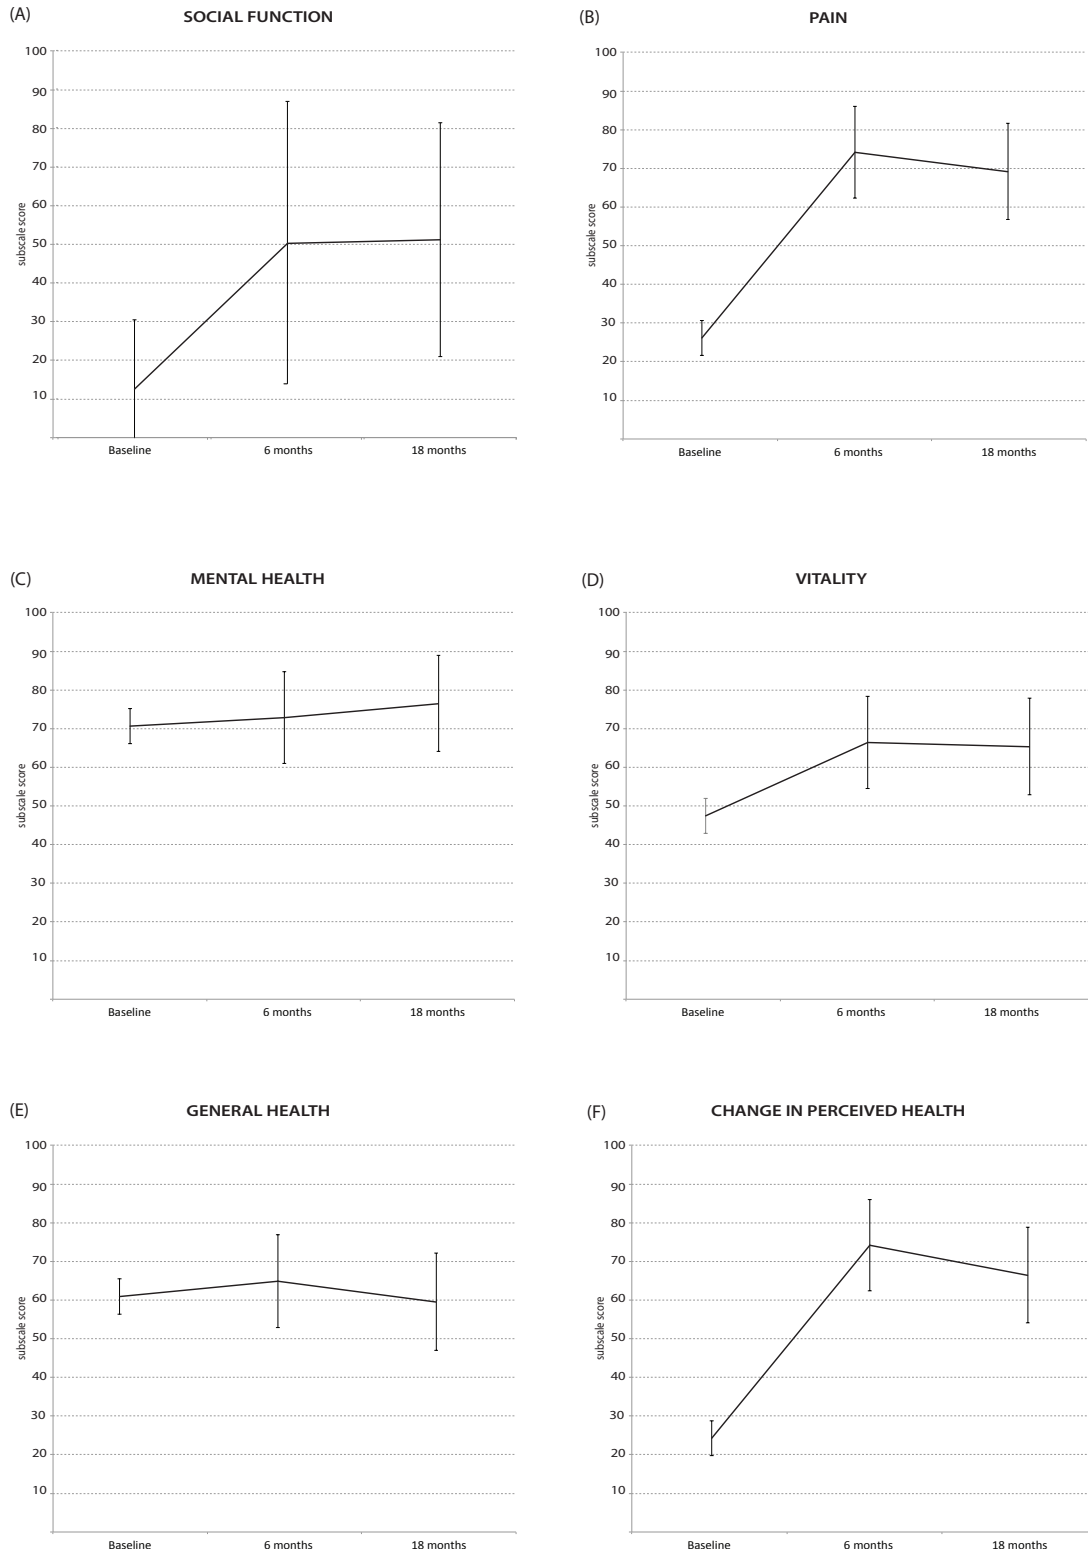 (A)
SOCIAL FUNCTION
100
90
80
70
60
50
40
30
20
10
subscale score
Baseline 6 months 18 months
(B)
PAIN
100
90
80
70
60
50
40
30
20
10
subscale score
Baseline 6 months 18 months
(C)
MENTAL HEALTH
100
90
80
70
60
50
40
30
20
10
subscale score
Baseline 6 months 18 months
(D)
VITALITY
100
90
80
70
60
50
40
30
20
10
subscale score
Baseline 6 months 18 months
(E)
GENERAL HEALTH
100
90
80
70
60
50
40
30
20
10
subscale score
Baseline 6 months 18 months
(F)
CHANGE IN PERCEIVED HEALTH
100
90
80
70
60
50
40
30
20
10
subscale score
Baseline 6 months 18 months